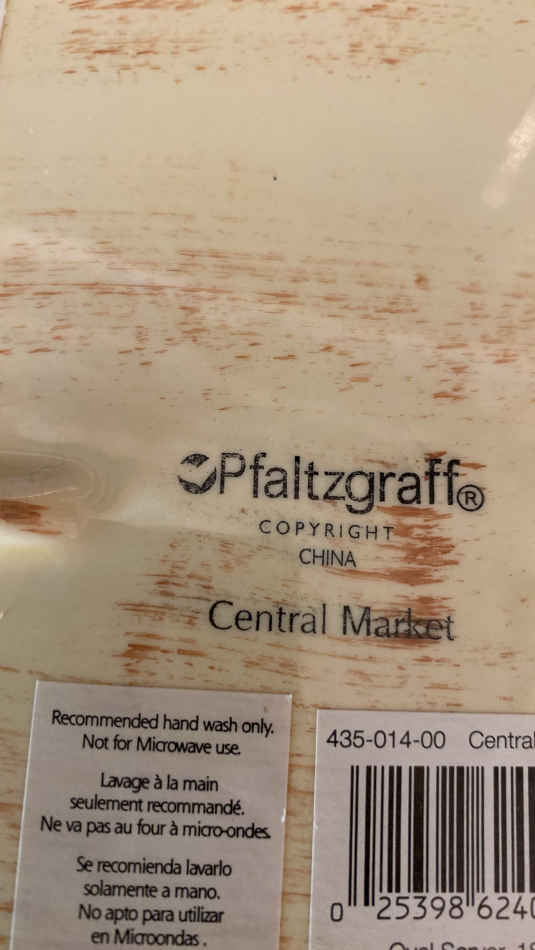 Pfaltzgraff®
COPYRIGHT
CHINA
Central Market
Recommended hand wash only.
Not for Microwave use.
Lavage à la main
seulement recommandé.
Ne va pas au four à micro-ondes.
Se recomienda lavarlo
solamente a mano.
No apto para utilizar
en Microondas .
435-014-00 Central
0 25398 6240
Oval Server